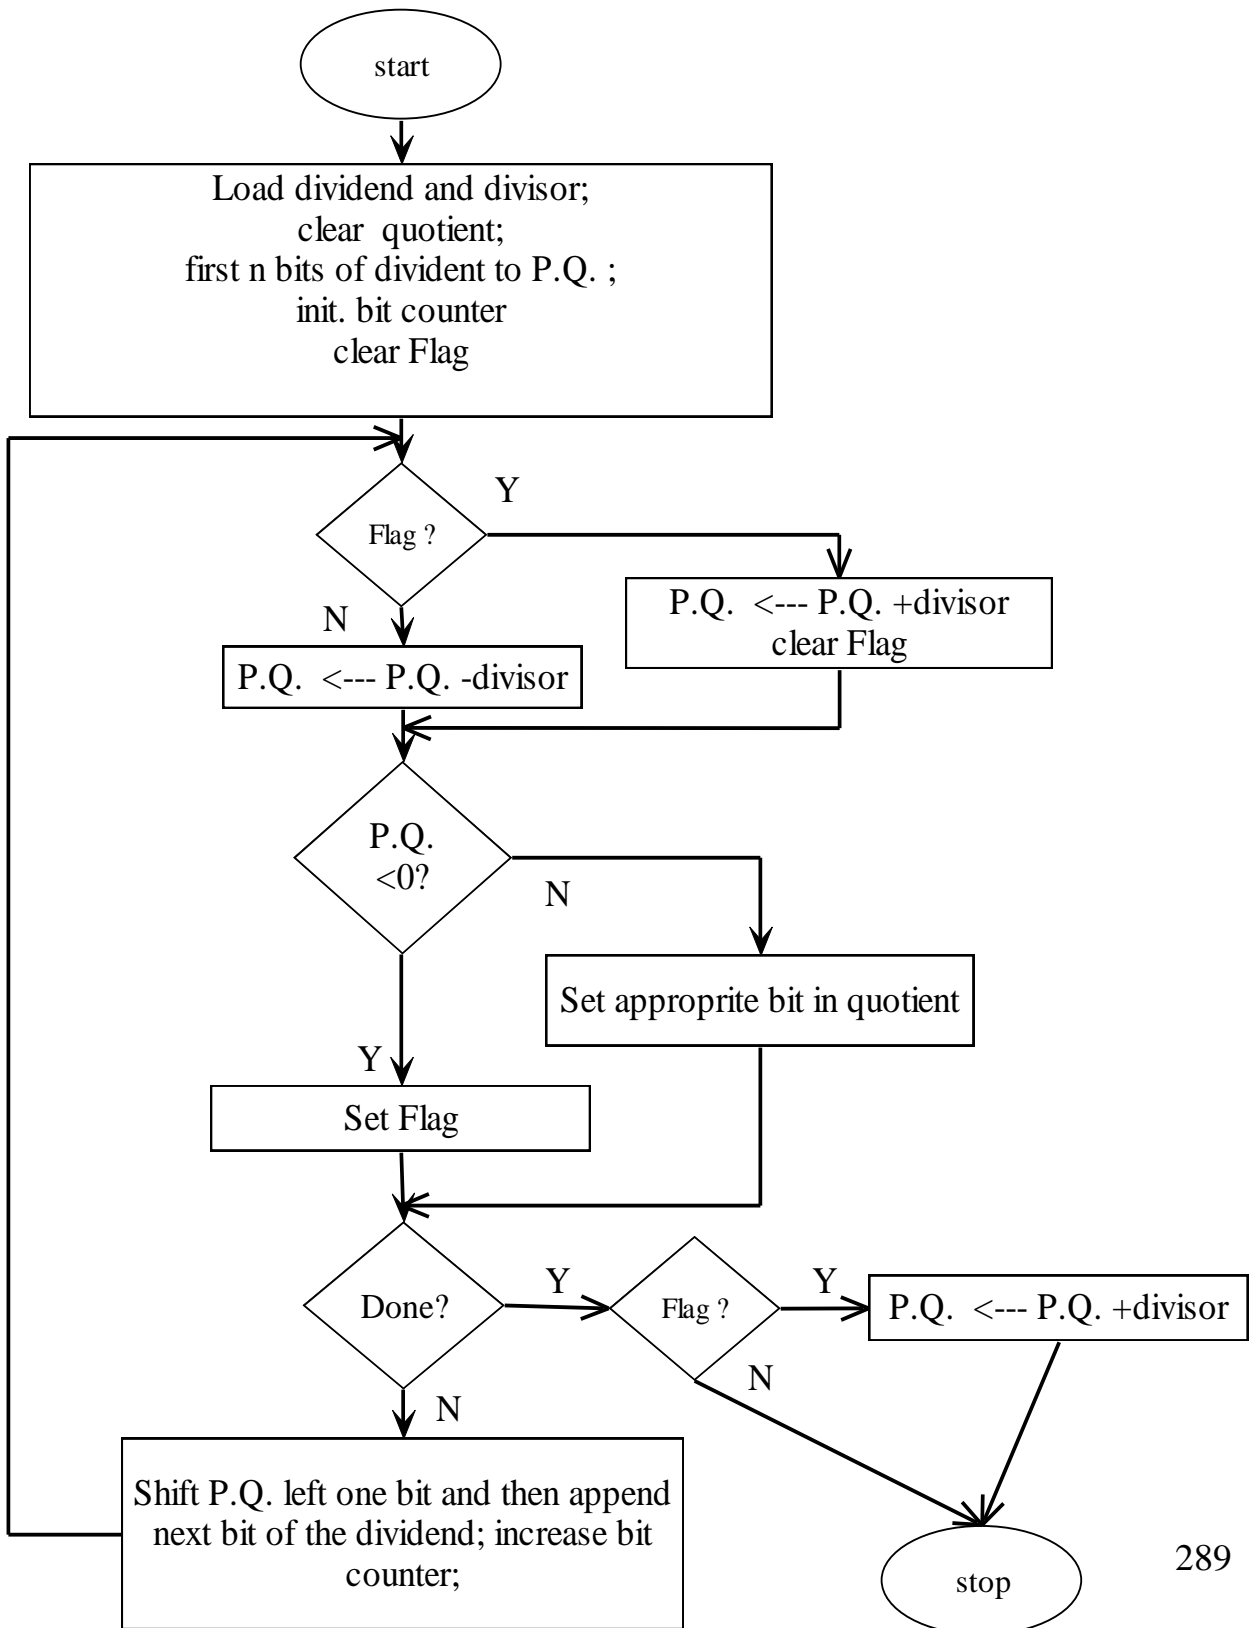 start
Load dividend and divisor;
clear quotient;
first n bits of divident to P.Q. ;
init. bit counter
clear Flag
Flag ?
Y
N
P.Q. <--- P.Q. +divisor
clear Flag
P.Q. <--- P.Q. -divisor
P.Q.
<0?
N
Set approprite bit in quotient
Y
Set Flag
Done?
Y
Flag ?
Y
P.Q. <--- P.Q. +divisor
N
N
Shift P.Q. left one bit and then append
next bit of the dividend; increase bit
counter;
stop
289